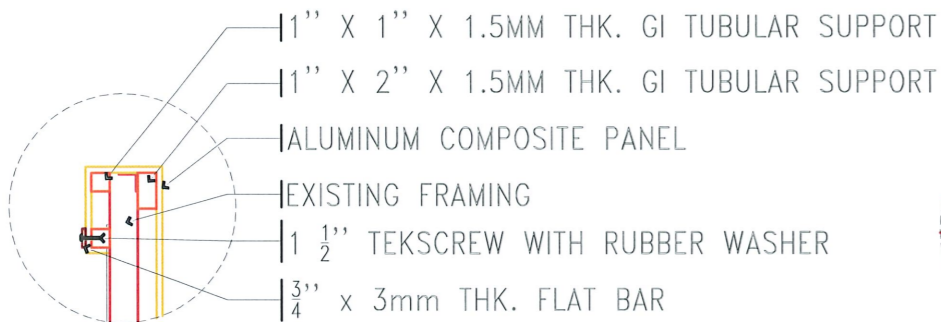 1'' X 1'' X 1.5MM THK. GI TUBULAR SUPPORT
1'' X 2'' X 1.5MM THK. GI TUBULAR SUPPORT
ALUMINUM COMPOSITE PANEL
EXISTING FRAMING
1 1/2'' TEKSCREW WITH RUBBER WASHER
3/4'' x 3mm THK. FLAT BAR